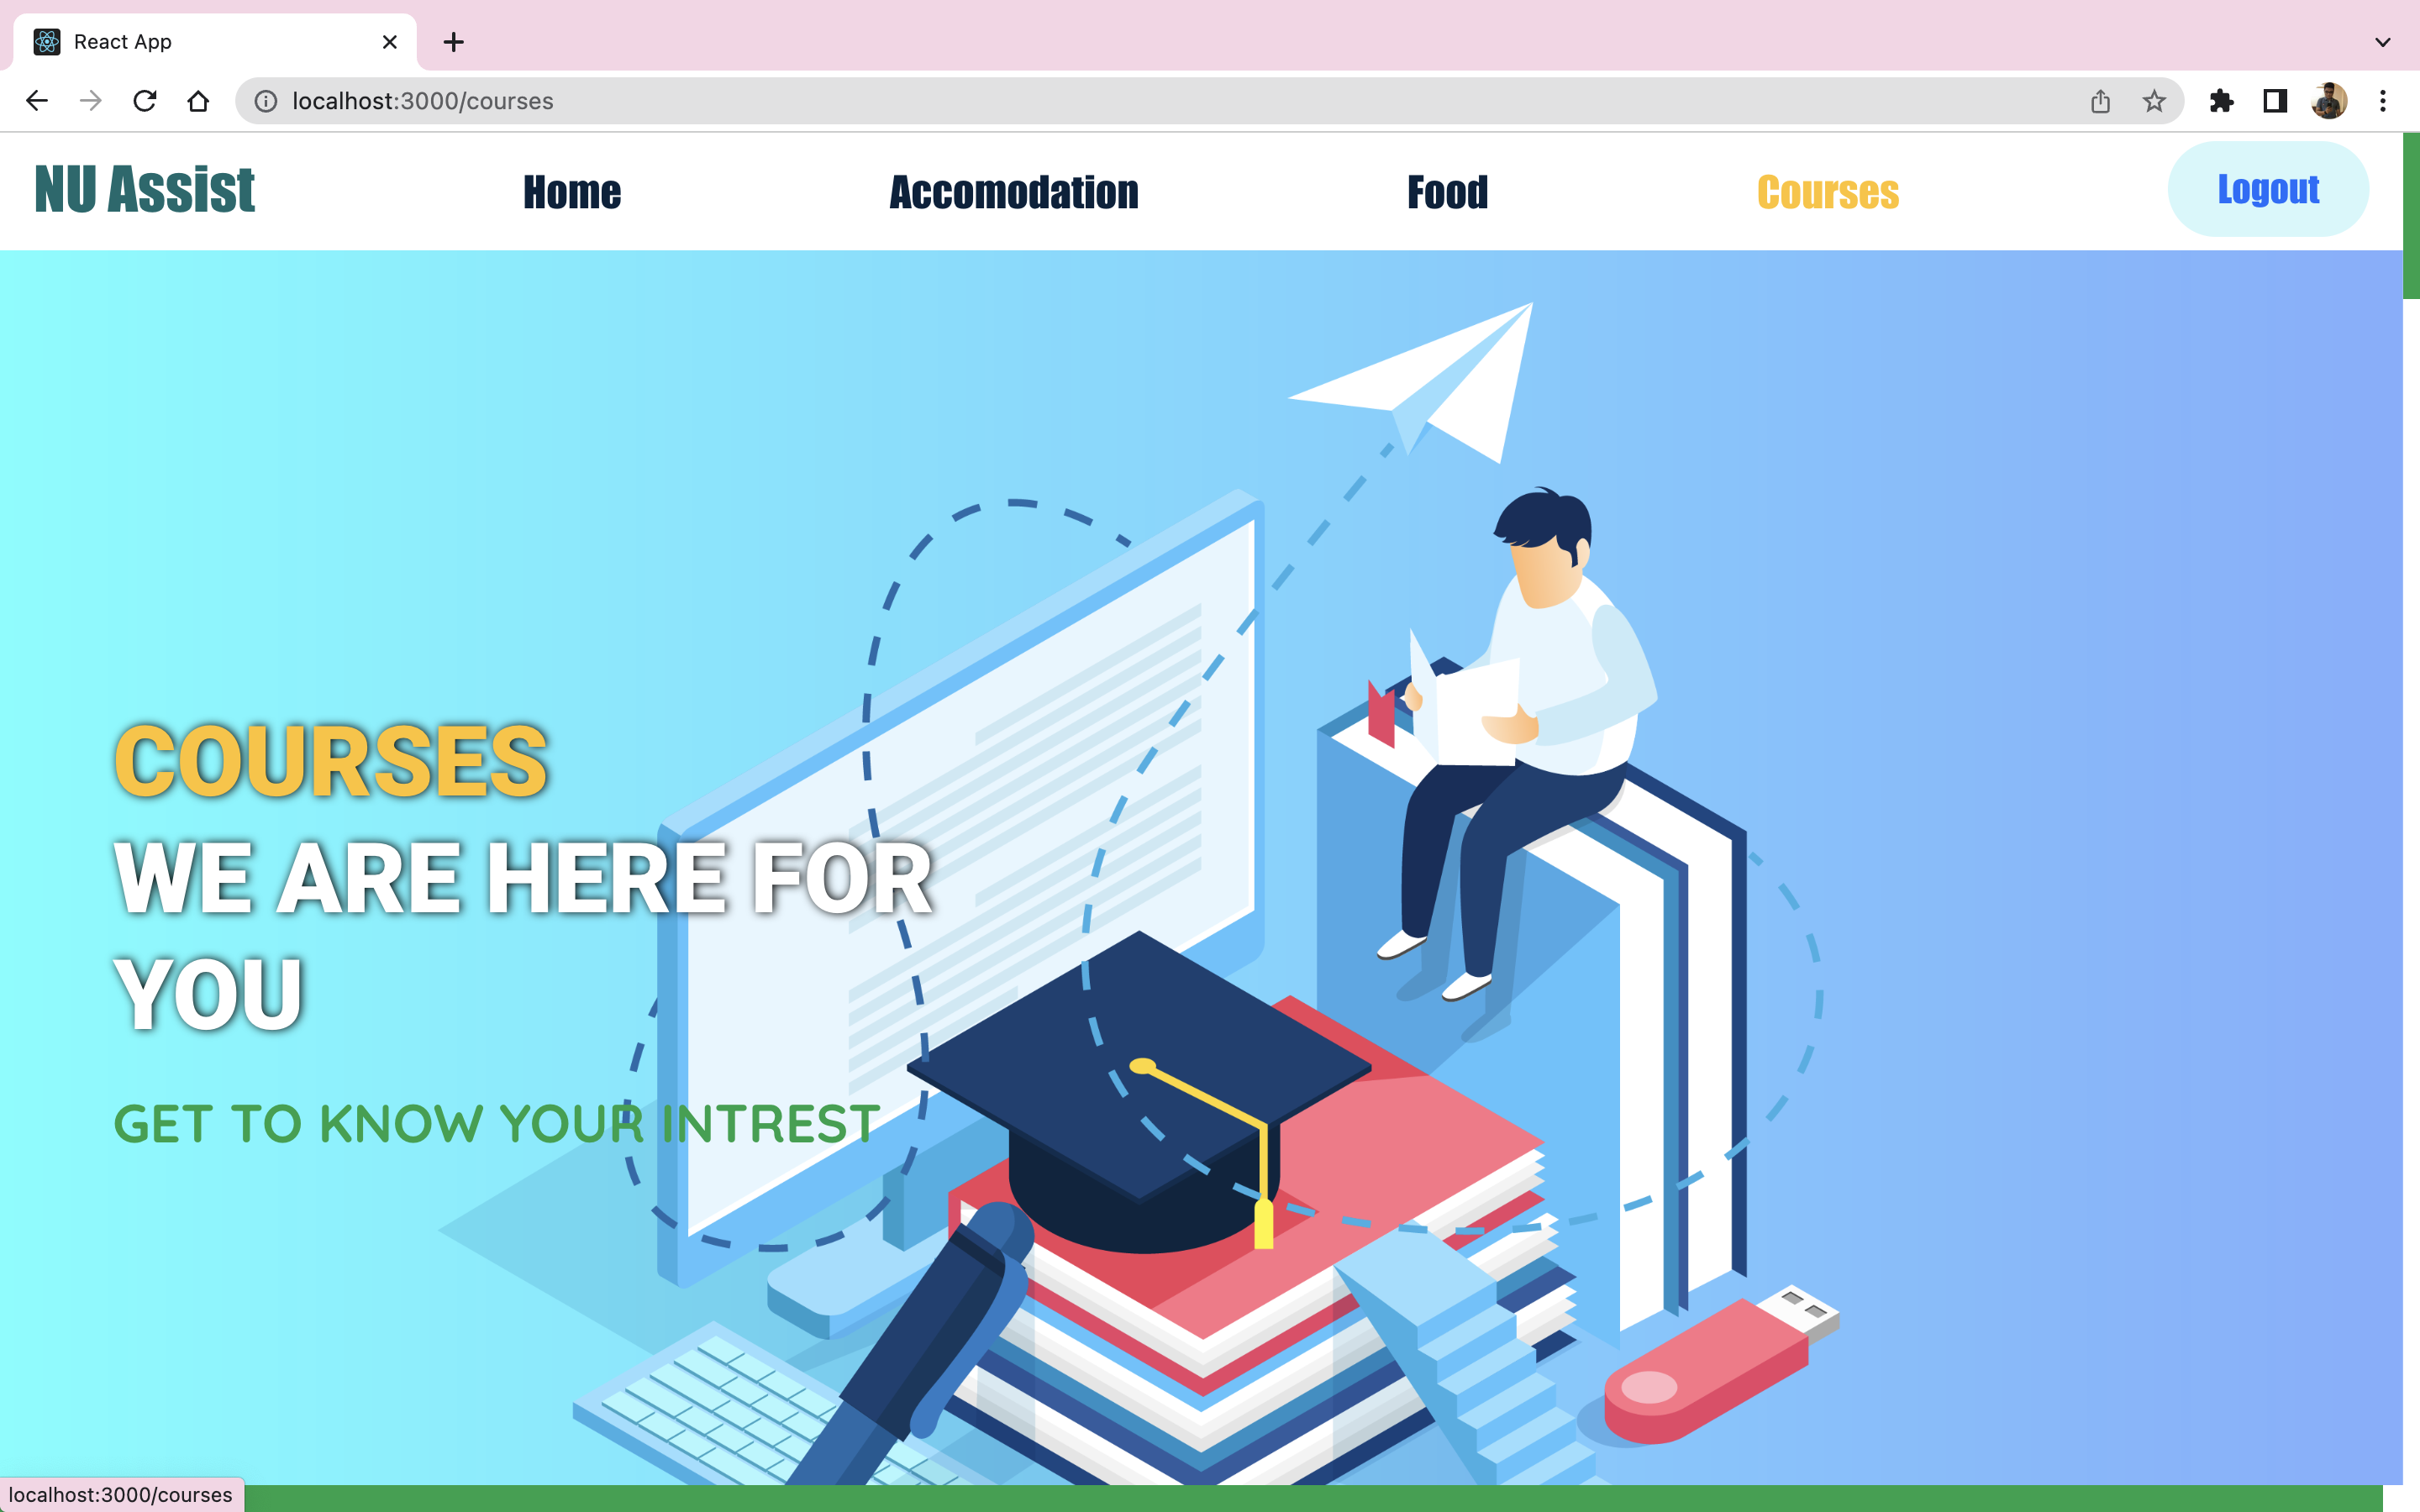 React App
localhost:3000/courses
NU Assist
Home
Accomodation
Food
Courses
Logout
COURSES
WE ARE HERE FOR
YOU
GET TO KNOW YOUR INTREST
localhost:3000/courses